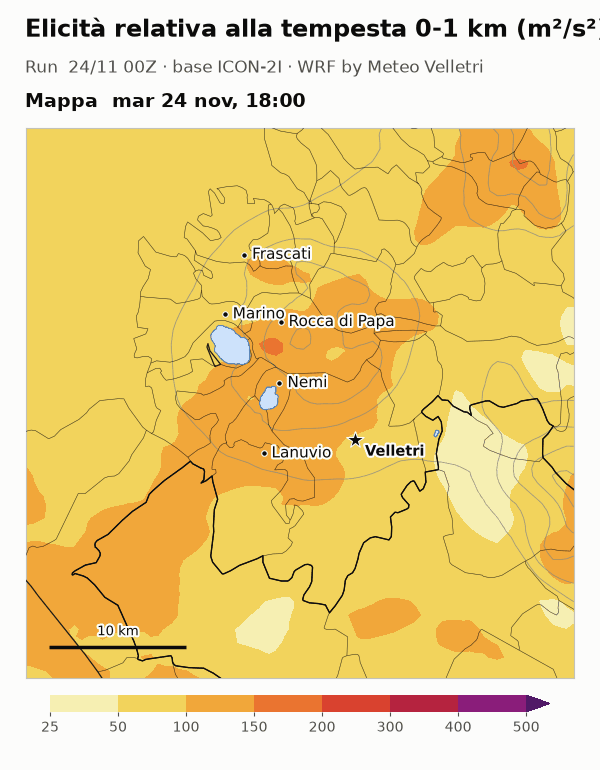 Elicità relativa alla tempesta 0-1 km (m²/s²)
Run 24/11 00Z · base ICON-2I · WRF by Meteo Velletri
Mappa mar 24 nov, 18:00
Frascati
Marino
Rocca di Papa
Nemi
Velletri
Lanuvio
10 km
25 50 100 150 200 300 400 500